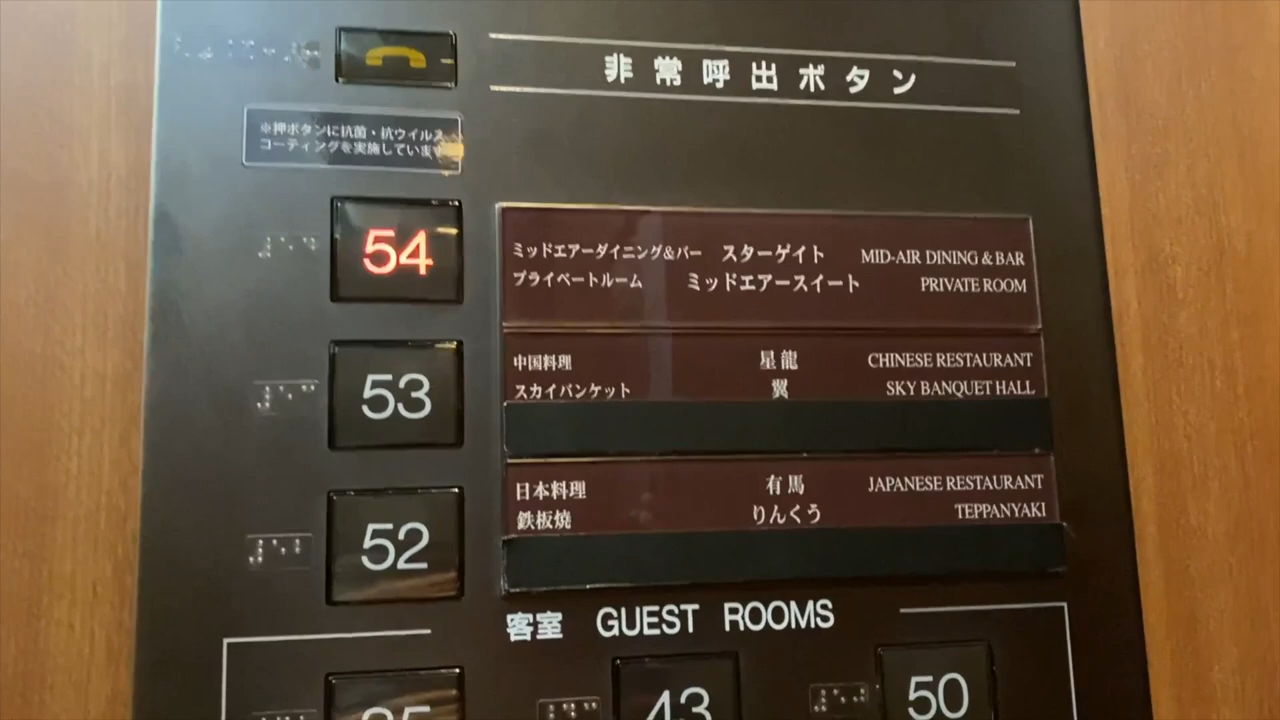 非常呼出ボタン
※押ボタンに抗菌・抗ウイルス
コーティングを実施しています
54
ミッドエアーダイニング&バー スターゲイト MID-AIR DINING & BAR
プライベートルーム ミッドエアースイート PRIVATE ROOM
53
中国料理 星龍 CHINESE RESTAURANT
スカイバンケット 翼 SKY BANQUET HALL
52
日本料理 有馬 JAPANESE RESTAURANT
鉄板焼 りんくう TEPPANYAKI
客室 GUEST ROOMS
43 50